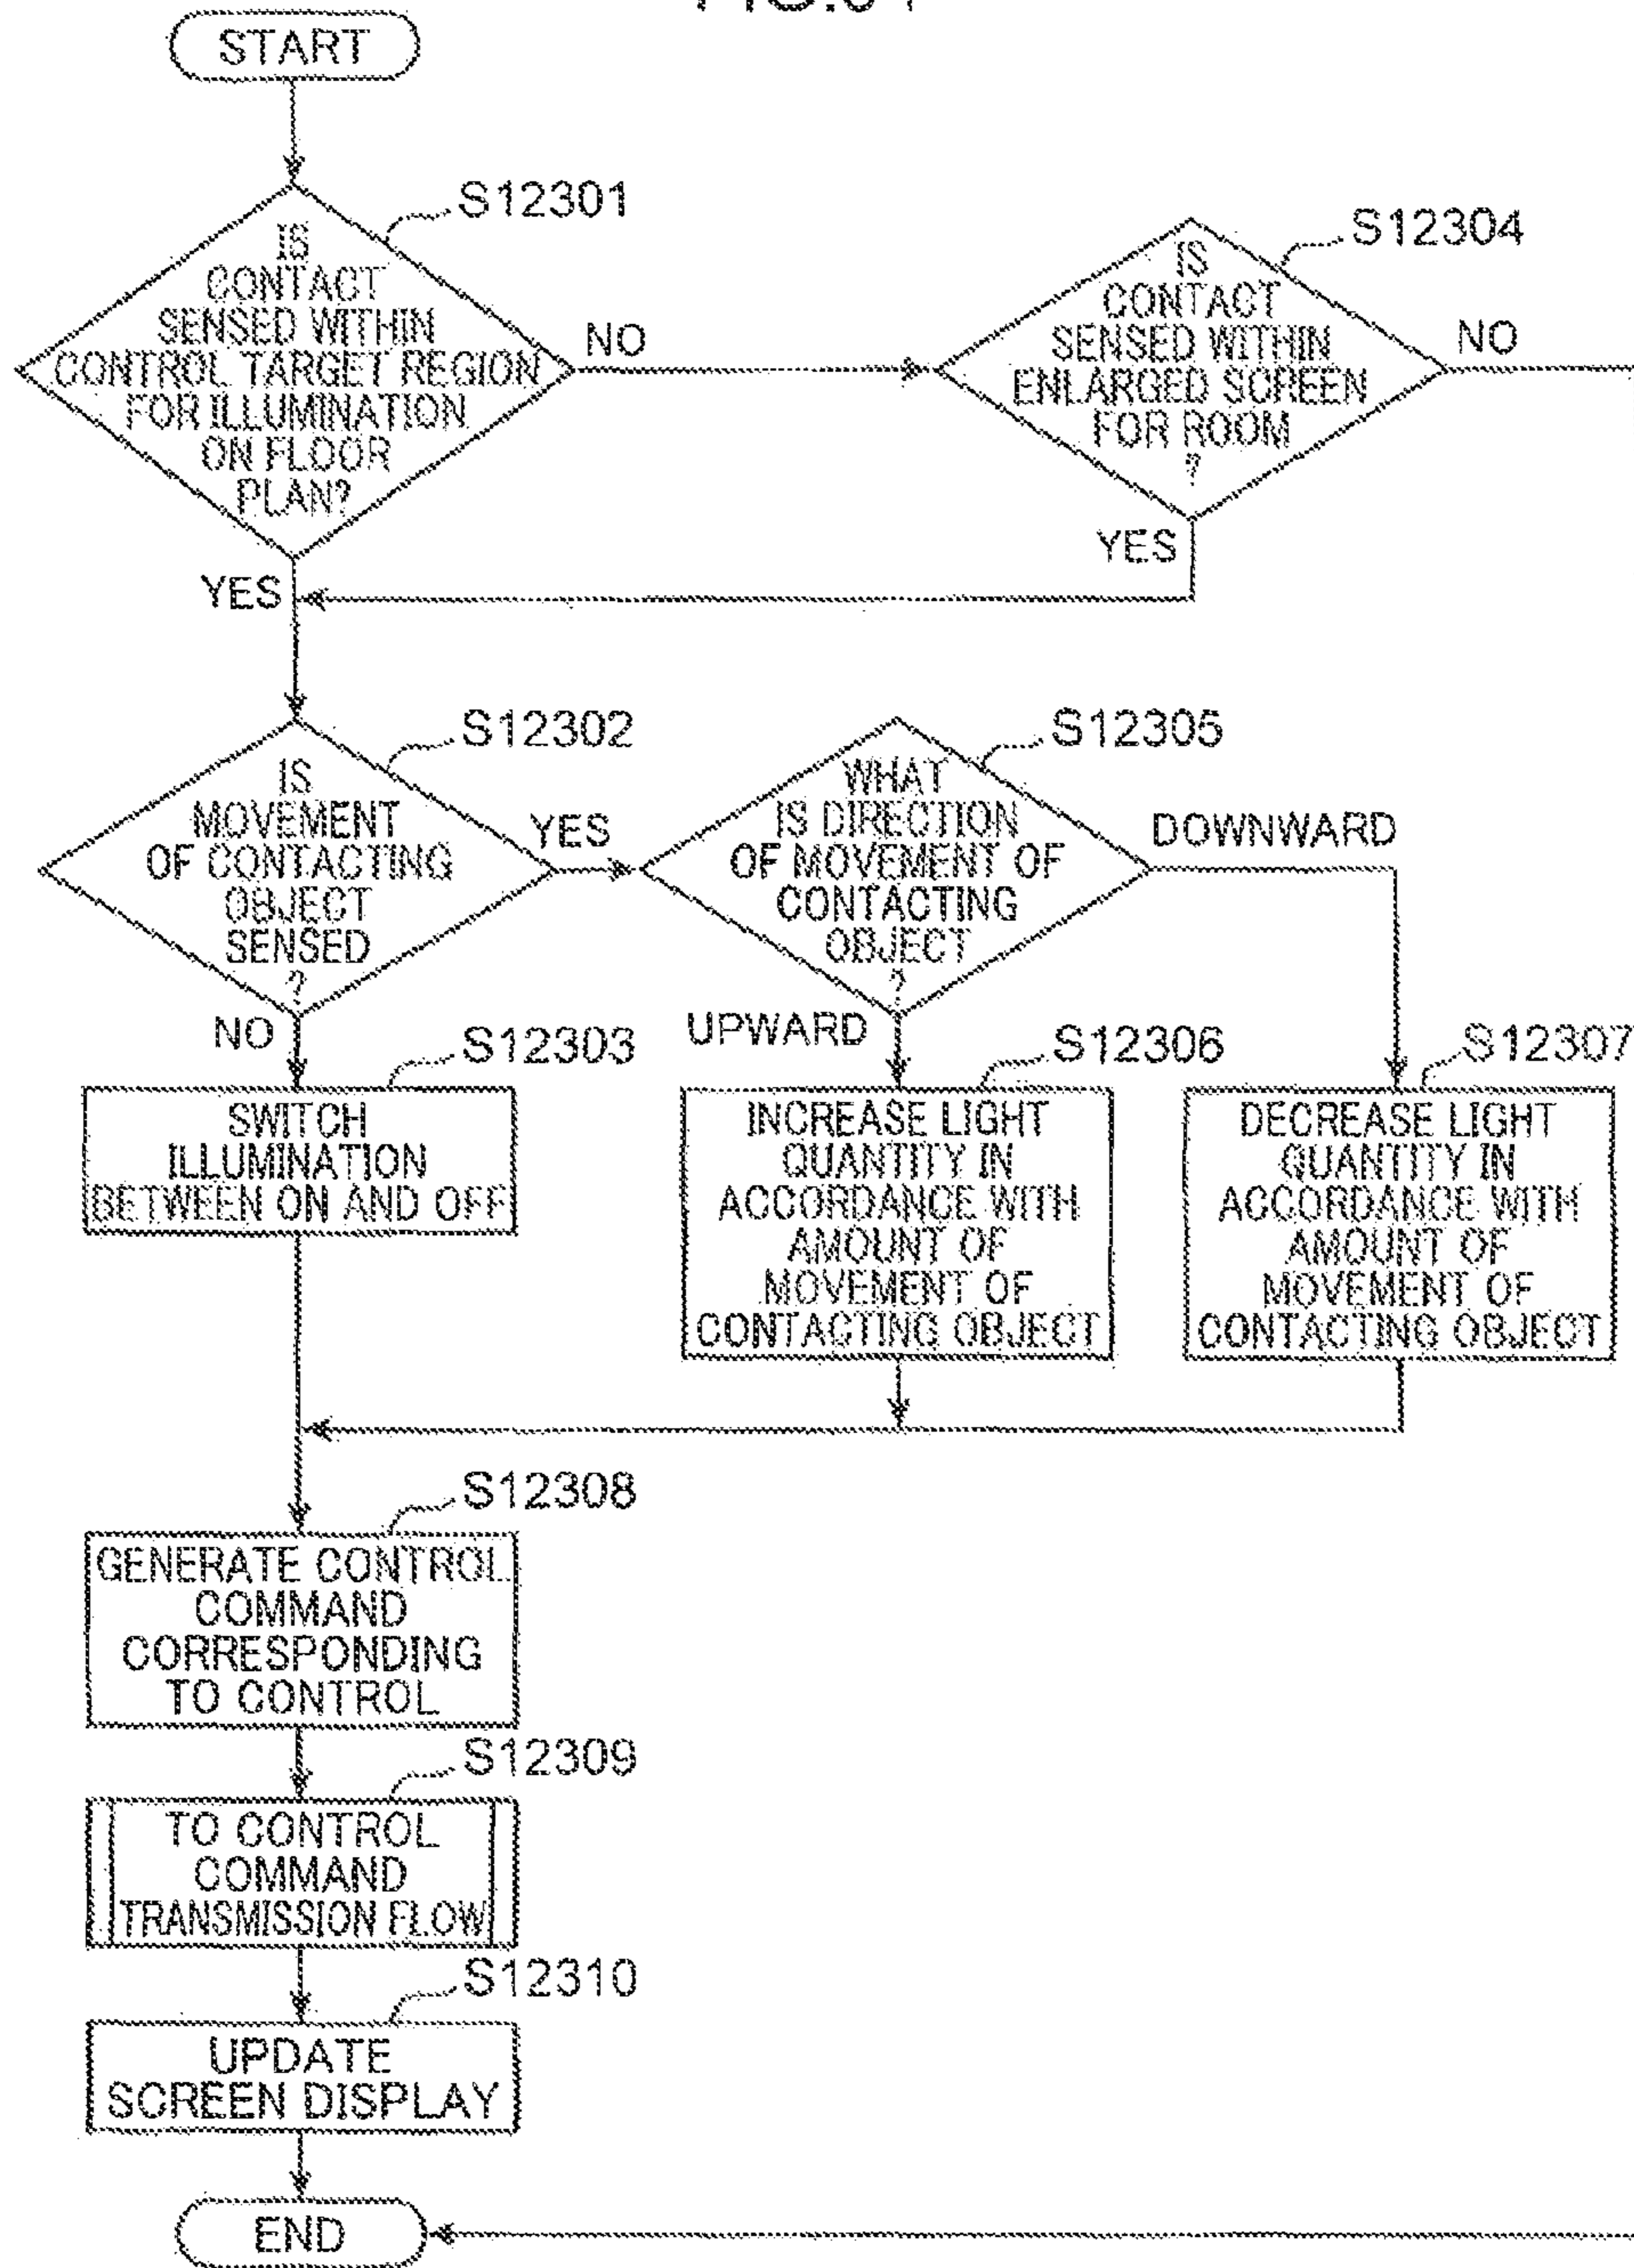 START
S12301
IS
CONTACT
SENSED WITHIN
CONTROL TARGET REGION
FOR ILLUMINATION
ON FLOOR
PLAN?
NO
YES
S12304
IS
CONTACT
SENSED WITHIN
ENLARGED SCREEN
FOR ROOM
?
NO
YES
S12302
IS
MOVEMENT
OF CONTACTING
OBJECT
SENSED
?
YES
NO
S12305
WHAT
IS DIRECTION
OF MOVEMENT OF
CONTACTING
OBJECT
?
DOWNWARD
UPWARD
S12303
SWITCH
ILLUMINATION
BETWEEN ON AND OFF
S12306
INCREASE LIGHT
QUANTITY IN
ACCORDANCE WITH
AMOUNT OF
MOVEMENT OF
CONTACTING OBJECT
S12307
DECREASE LIGHT
QUANTITY IN
ACCORDANCE WITH
AMOUNT OF
MOVEMENT OF
CONTACTING OBJECT
S12308
GENERATE CONTROL
COMMAND
CORRESPONDING
TO CONTROL
S12309
TO CONTROL
COMMAND
TRANSMISSION FLOW
S12310
UPDATE
SCREEN DISPLAY
END